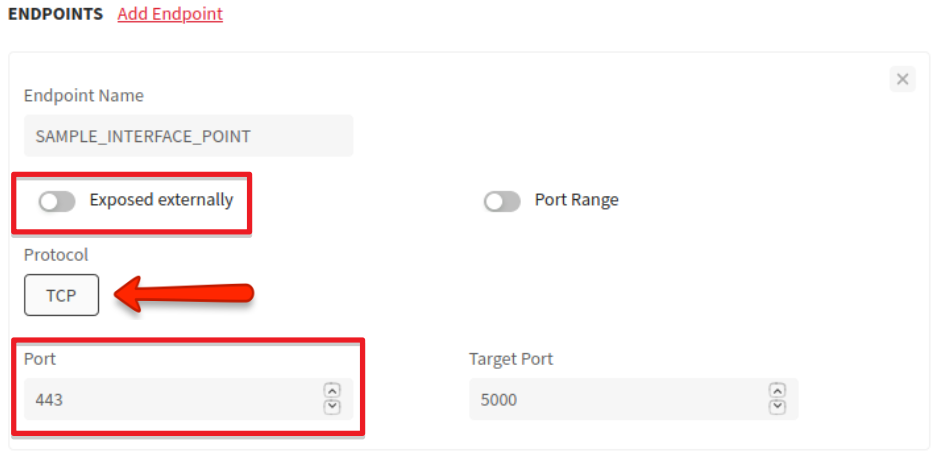 ENDPOINTS Add Endpoint
Endpoint Name
SAMPLE_INTERFACE_POINT
Exposed externally Port Range
Protocol
TCP
Port Target Port
443 5000